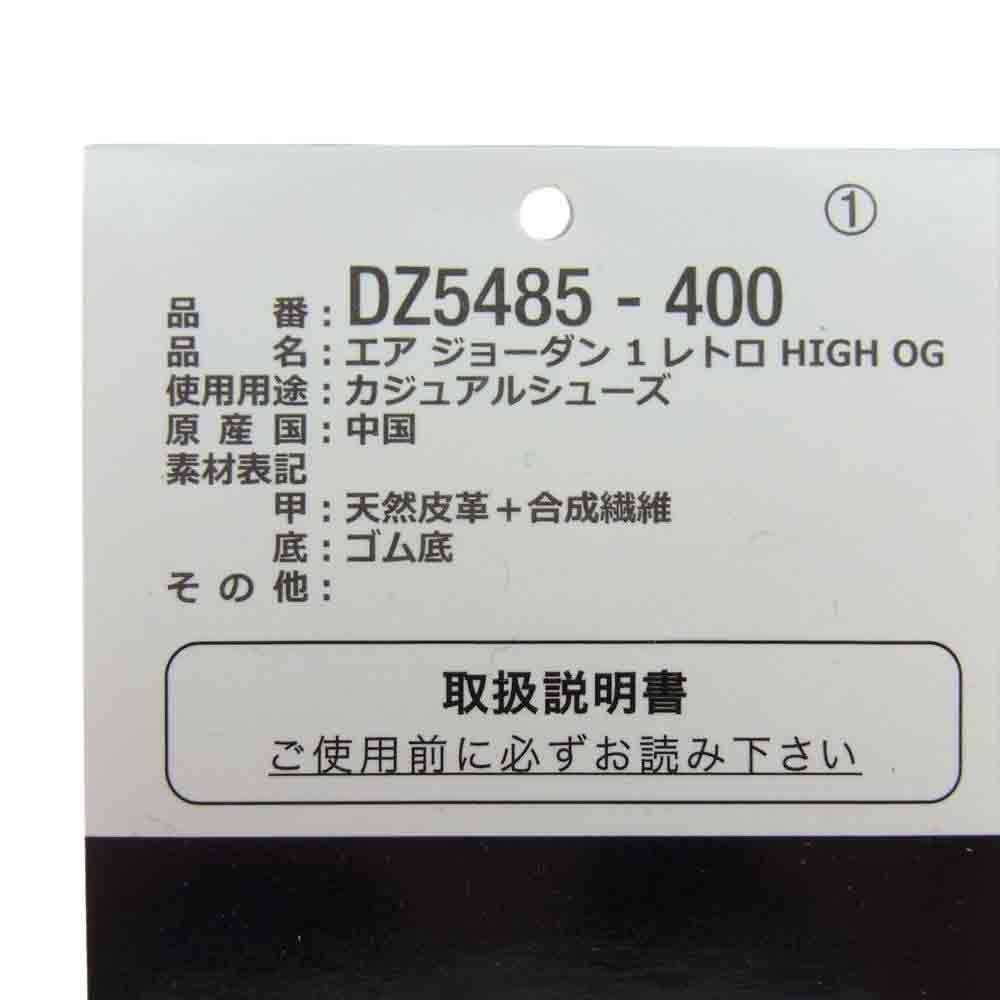 ①
品番：DZ5485 - 400
品名：エア ジョーダン 1 レトロ HIGH OG
使用用途：カジュアルシューズ
原産国：中国
素材表記
甲：天然皮革＋合成繊維
底：ゴム底
その他：
取扱説明書
ご使用前に必ずお読み下さい